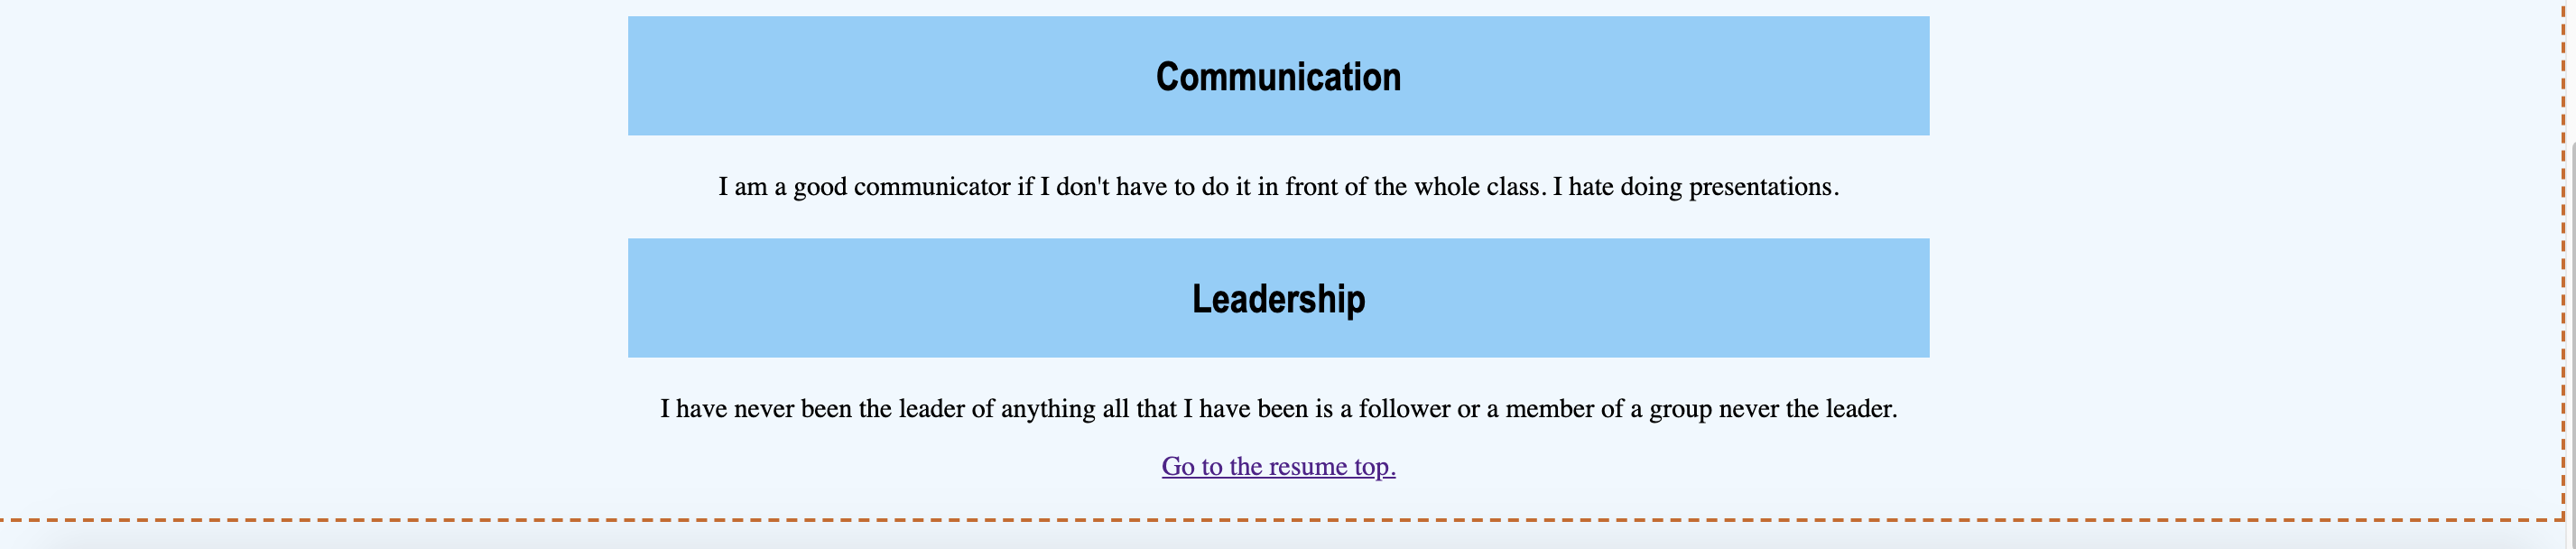 Communication
I am a good communicator if I don't have to do it in front of the whole class. I hate doing presentations.
Leadership
I have never been the leader of anything all that I have been is a follower or a member of a group never the leader.
Go to the resume top.